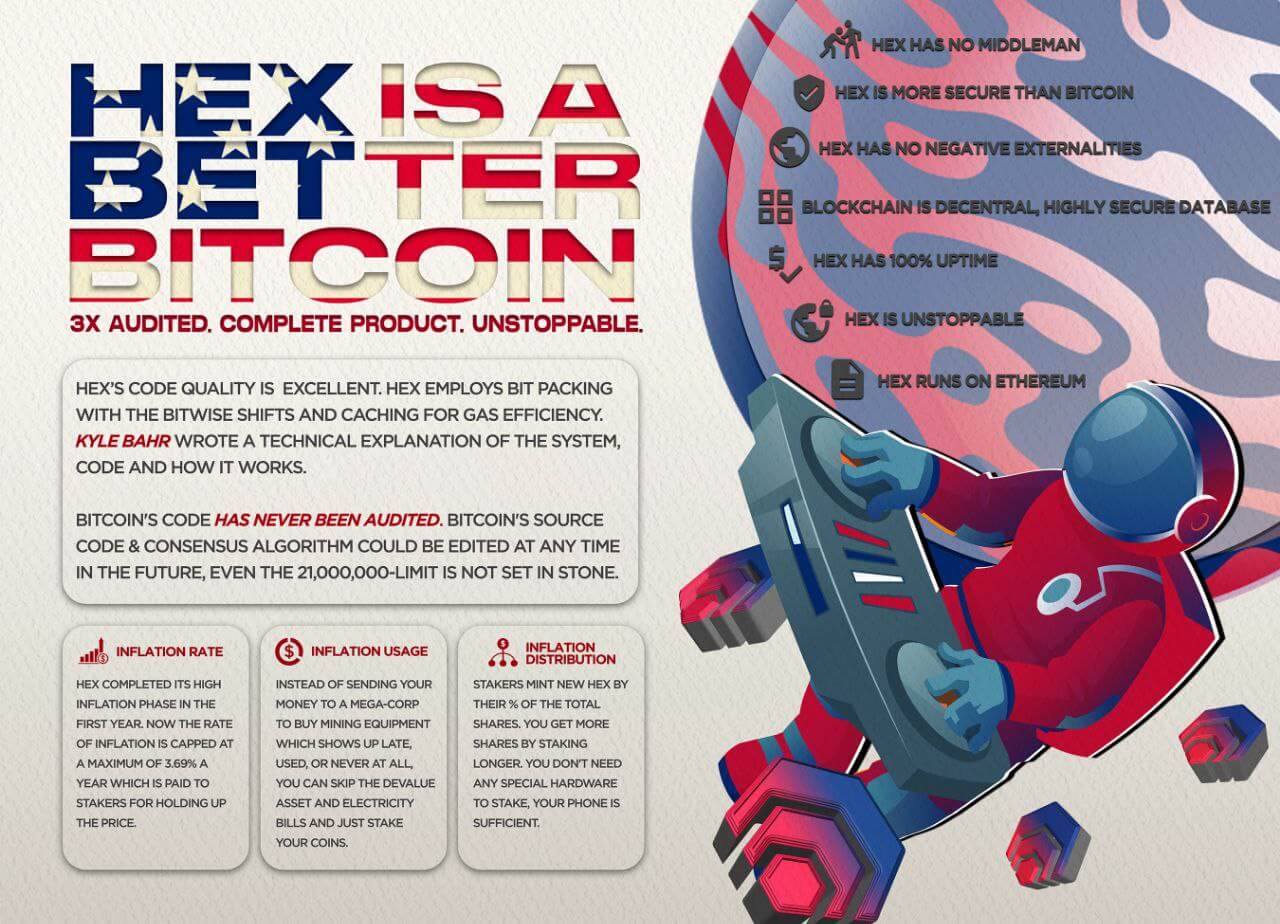 HEX IS A
BETTER
BITCOIN
3X AUDITED. COMPLETE PRODUCT. UNSTOPPABLE.
HEX'S CODE QUALITY IS EXCELLENT. HEX EMPLOYS BIT PACKING
WITH THE BITWISE SHIFTS AND CACHING FOR GAS EFFICIENCY.
KYLE BAHR WROTE A TECHNICAL EXPLANATION OF THE SYSTEM,
CODE AND HOW IT WORKS.
BITCOIN'S CODE HAS NEVER BEEN AUDITED. BITCOIN'S SOURCE
CODE & CONSENSUS ALGORITHM COULD BE EDITED AT ANY TIME
IN THE FUTURE, EVEN THE 21,000,000-LIMIT IS NOT SET IN STONE.
INFLATION RATE
HEX COMPLETED ITS HIGH
INFLATION PHASE IN THE
FIRST YEAR. NOW THE RATE
OF INFLATION IS CAPPED AT
A MAXIMUM OF 3.69% A
YEAR WHICH IS PAID TO
STAKERS FOR HOLDING UP
THE PRICE.
INFLATION USAGE
INSTEAD OF SENDING YOUR
MONEY TO A MEGA-CORP
TO BUY MINING EQUIPMENT
WHICH SHOWS UP LATE,
USED, OR NEVER AT ALL,
YOU CAN SKIP THE DEVALUE
ASSET AND ELECTRICITY
BILLS AND JUST STAKE
YOUR COINS.
INFLATION
DISTRIBUTION
STAKERS MINT NEW HEX BY
THEIR % OF THE TOTAL
SHARES. YOU GET MORE
SHARES BY STAKING
LONGER. YOU DON'T NEED
ANY SPECIAL HARDWARE
TO STAKE, YOUR PHONE IS
SUFFICIENT.
HEX HAS NO MIDDLEMAN
HEX IS MORE SECURE THAN BITCOIN
HEX HAS NO NEGATIVE EXTERNALITIES
BLOCKCHAIN IS DECENTRAL, HIGHLY SECURE DATABASE
HEX HAS 100% UPTIME
HEX IS UNSTOPPABLE
HEX RUNS ON ETHEREUM